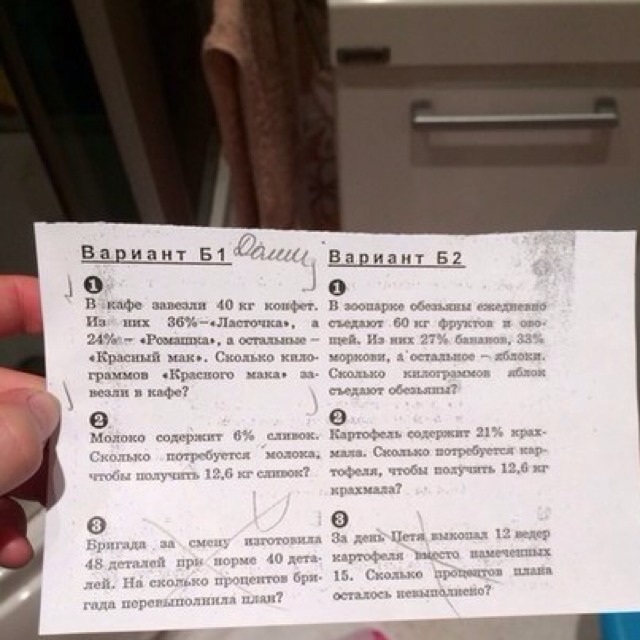 Вариант Б1
1
В кафе завезли 40 кг конфет.
Из них 36%–«Ласточка», а
24% – «Ромашка», а остальные –
«Красный мак». Сколько кило-
граммов «Красного мака» за-
везли в кафе?
2
Молоко содержит 6% сливок.
Сколько потребуется молока,
чтобы получить 12,6 кг сливок?
3
Бригада за смену изготовила
48 деталей при норме 40 дета-
лей. На сколько процентов бри-
гада перевыполнила план?
Вариант Б2
1
В зоопарке обезьяны ежедневно
съедают 60 кг фруктов и ово-
щей. Из них 27% бананов, 33%
моркови, а остальное – яблоки.
Сколько килограммов яблок
съедают обезьяны?
2
Картофель содержит 21% крах-
мала. Сколько потребуется кар-
тофеля, чтобы получить 12,6 кг
крахмала?
3
За день Петя выкопал 12 ведер
картофеля вместо намеченных
15. Сколько процентов плана
осталось невыполнено?